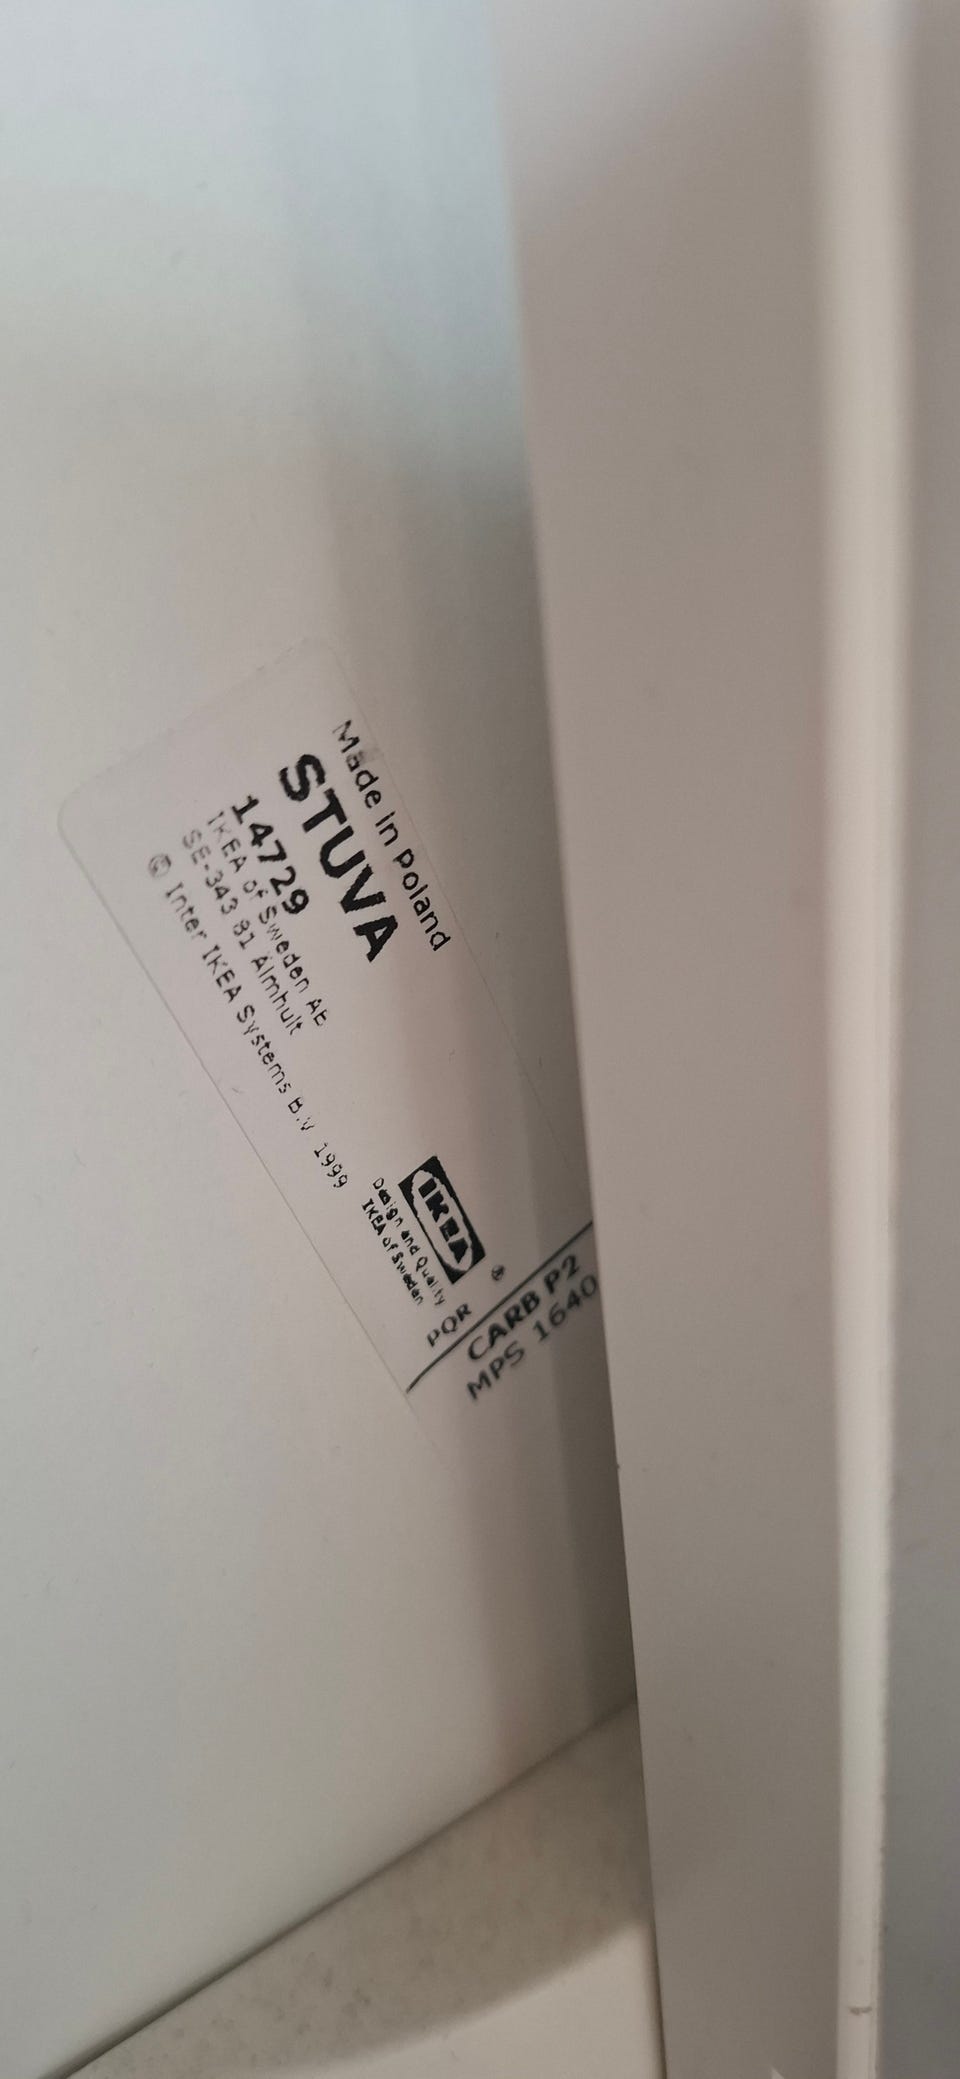 Made in Poland
STUVA
14729
IKEA of Sweden AB
SE-343 81 Älmhult
© Inter IKEA Systems B.V. 1999
IKEA ®
Design and Quality
IKEA of Sweden
PQR
CARB P2
MPS 1640